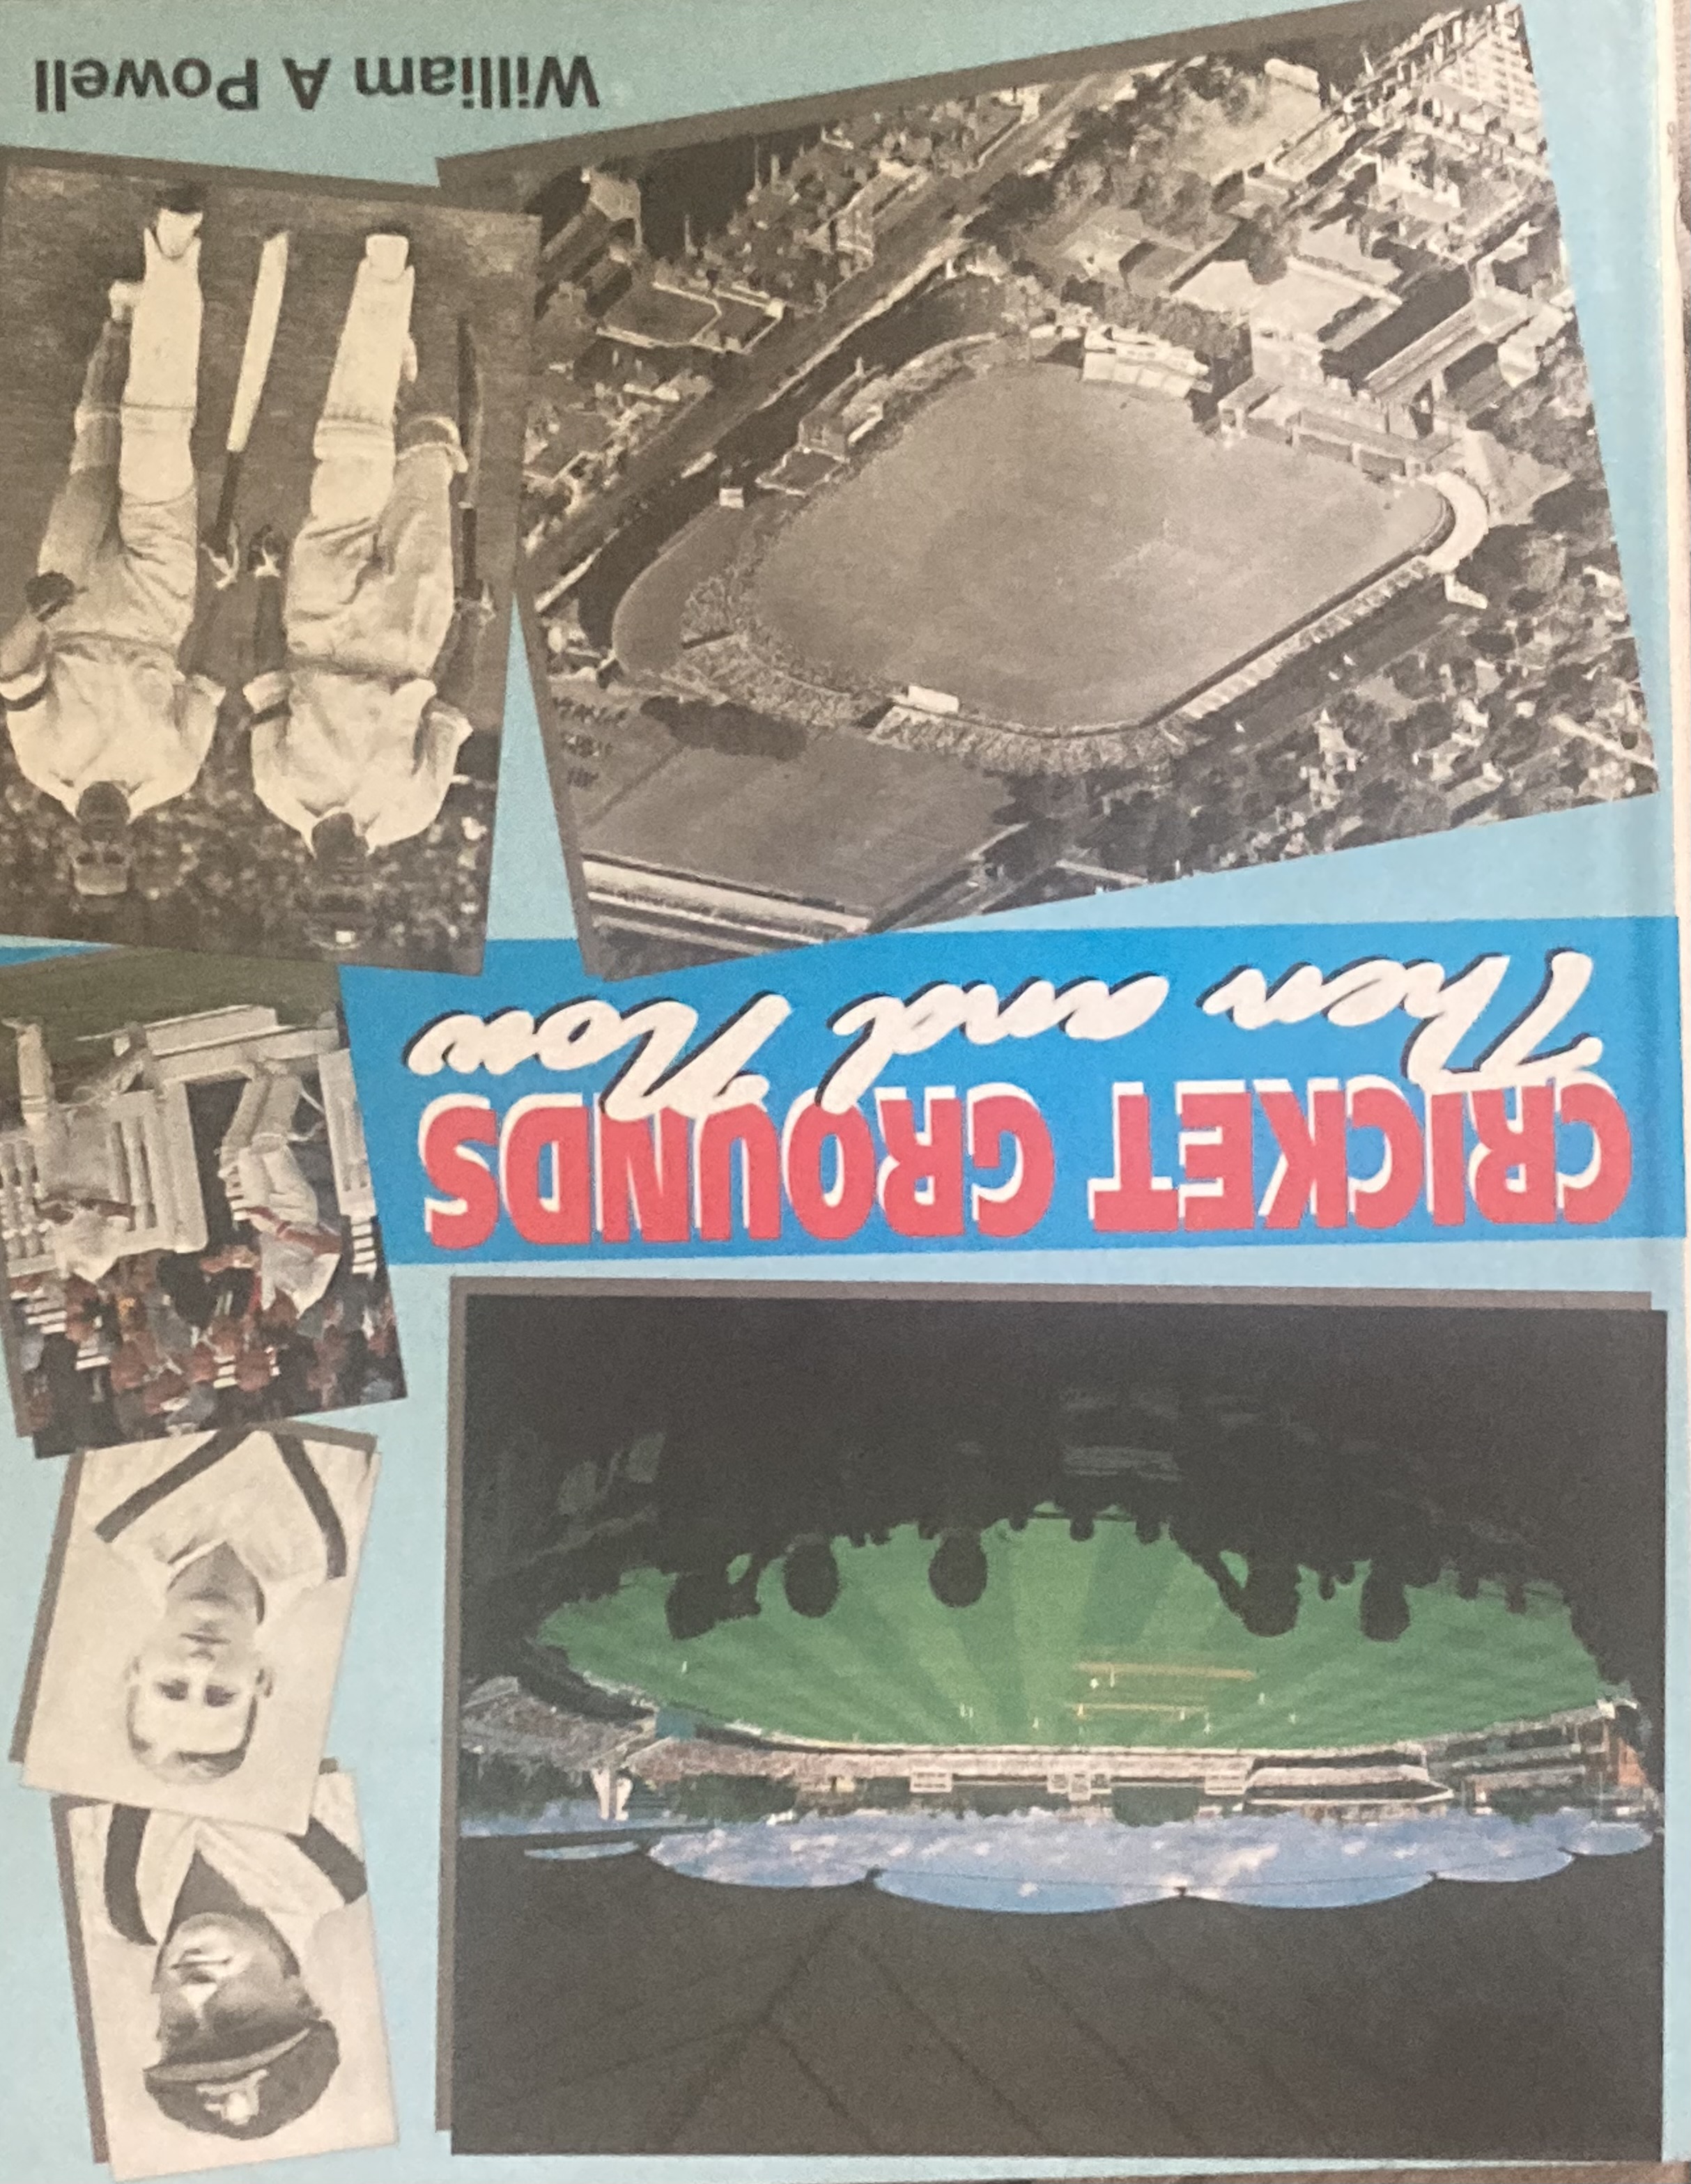 CRICKET GROUNDS
Then and Now
William A Powell